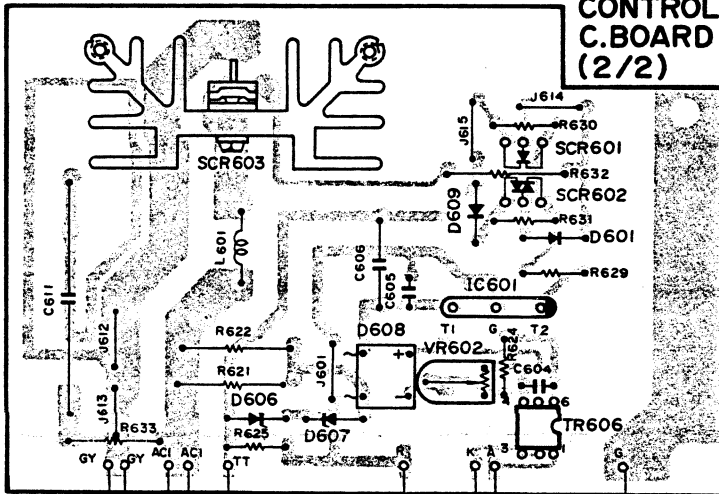 CONTROL
C.BOARD
(2/2)
J614
J615
R630
SCR601
SCR603
R632
D609
SCR602
R631
D601
L601
C606
C605
IC601
R629
C611
T1 G T2
J612
R622
D608
VR602
R624
R621
J601
C604
D606
6
J613
TR606
R633
R625
D607
3
1
GY GY AC1 AC1 TT R K A G